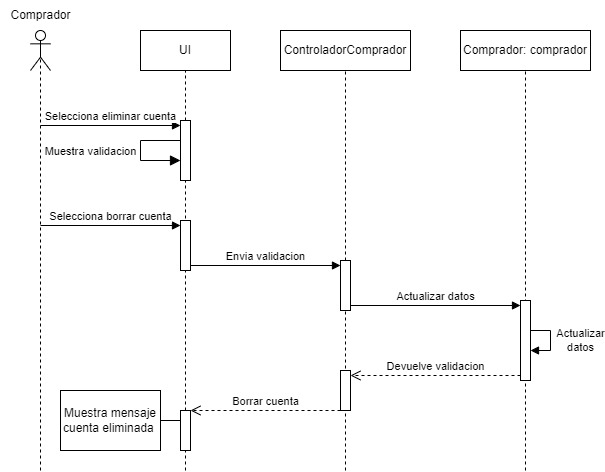 Comprador
UI
ControladorComprador
Comprador: comprador
Selecciona eliminar cuenta
Muestra validacion
Selecciona borrar cuenta
Envia validacion
Actualizar datos
Actualizar
datos
Devuelve validacion
Borrar cuenta
Muestra mensaje
cuenta eliminada